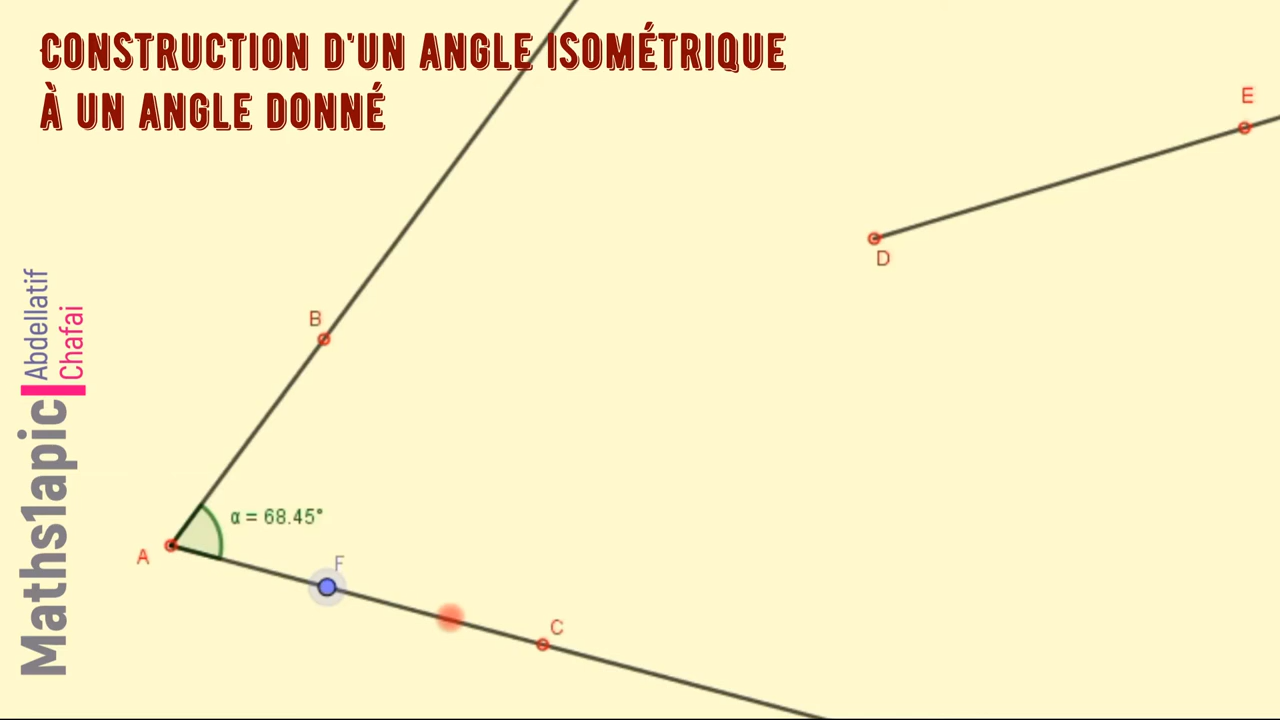 CONSTRUCTION D'UN ANGLE ISOMÉTRIQUE
À UN ANGLE DONNÉ
E
D
B
α = 68.45°
A
F
C
Maths1apic
Abdellatif
Chafai